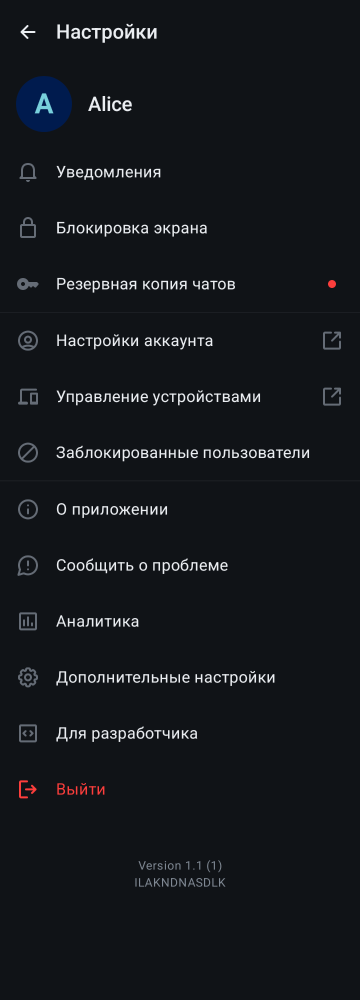 Настройки
A
Alice
Уведомления
Блокировка экрана
Резервная копия чатов
Настройки аккаунта
Управление устройствами
Заблокированные пользователи
О приложении
Сообщить о проблеме
Аналитика
Дополнительные настройки
Для разработчика
Выйти
Version 1.1 (1)
ILAKNDNASDLK